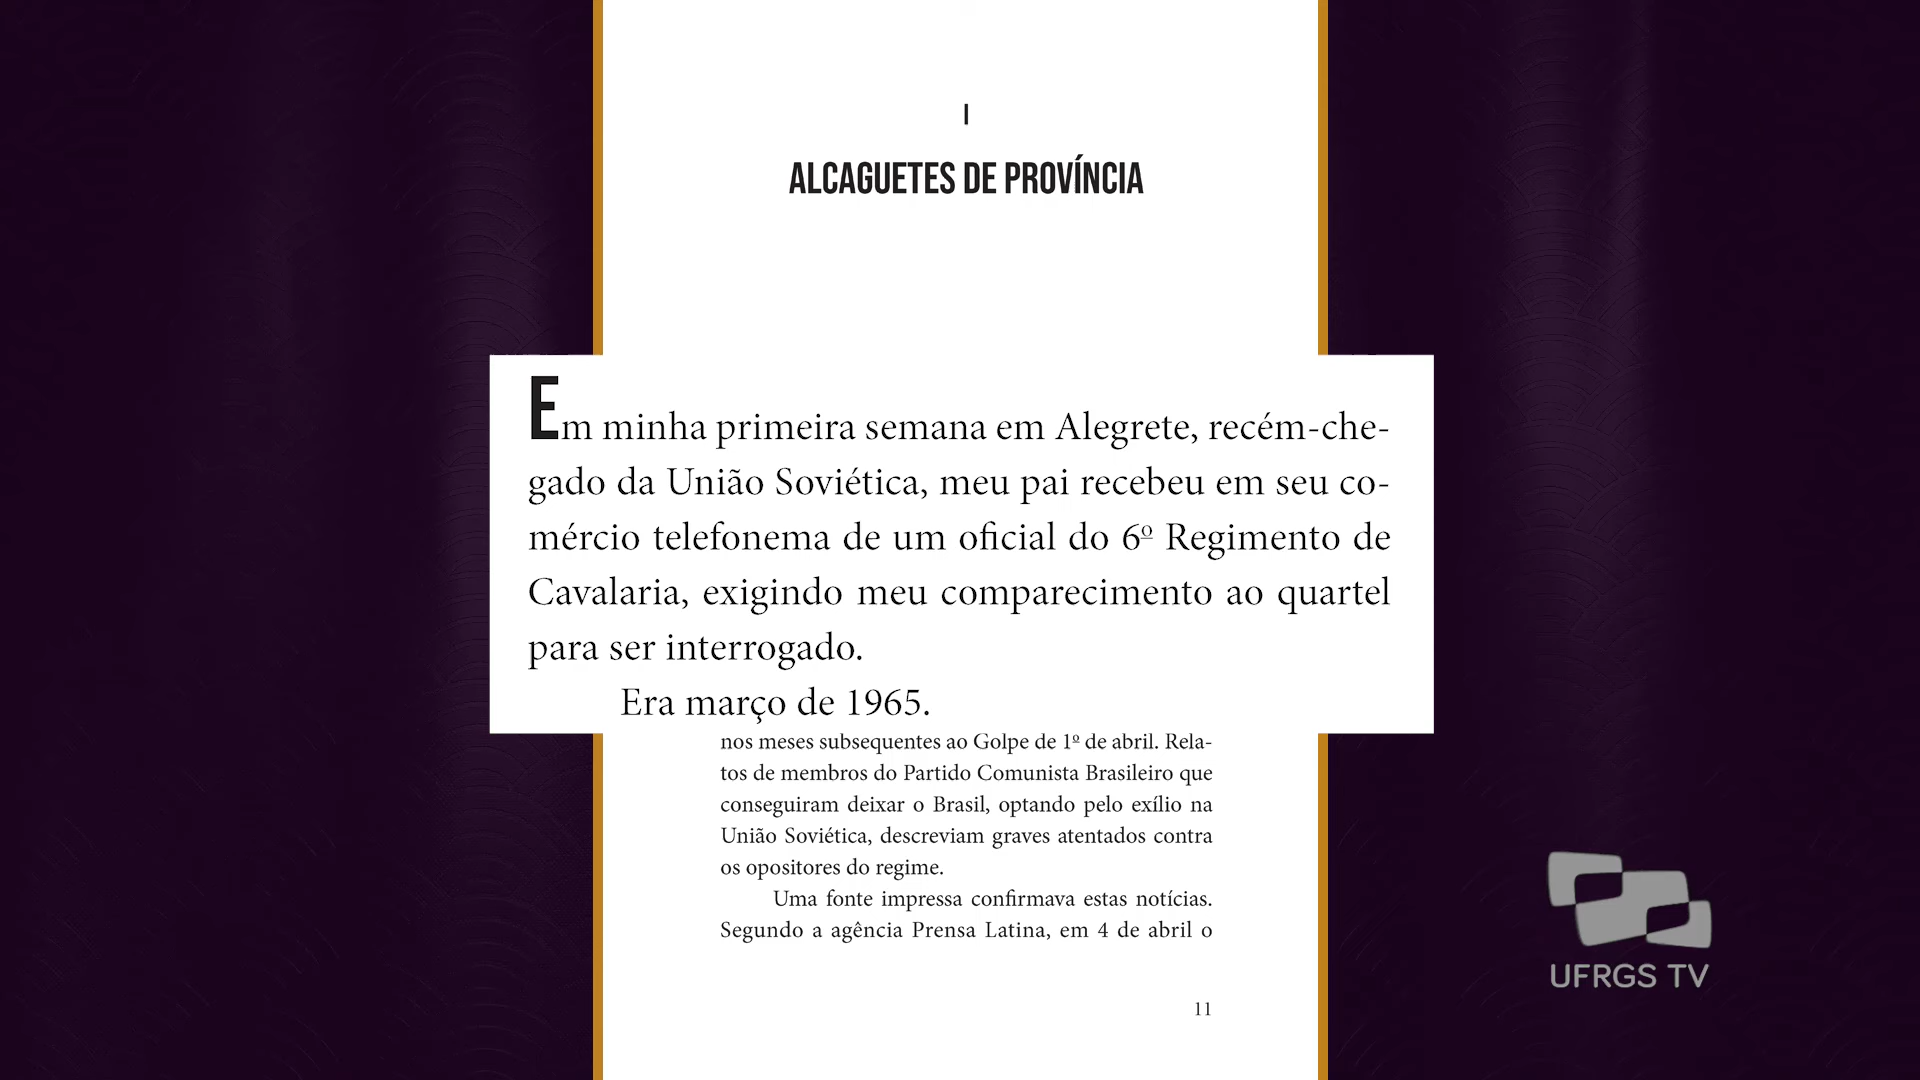 I
ALCAGUETES DE PROVÍNCIA
Em minha primeira semana em Alegrete, recém-che-
gado da União Soviética, meu pai recebeu em seu co-
mércio telefonema de um oficial do 6º Regimento de
Cavalaria, exigindo meu comparecimento ao quartel
para ser interrogado.
Era março de 1965.
nos meses subsequentes ao Golpe de 1º de abril. Rela-
tos de membros do Partido Comunista Brasileiro que
conseguiram deixar o Brasil, optando pelo exílio na
União Soviética, descreviam graves atentados contra
os opositores do regime.
Uma fonte impressa confirmava estas notícias.
Segundo a agência Prensa Latina, em 4 de abril o
11
UFRGS TV